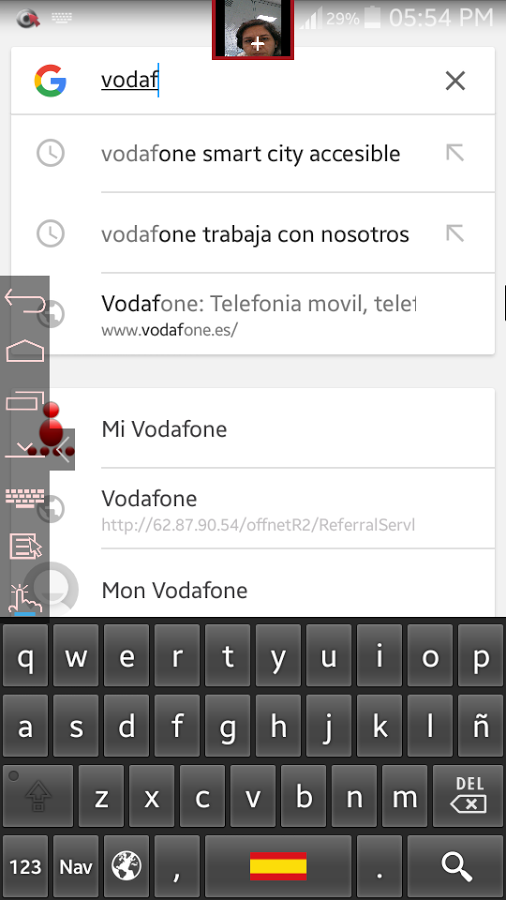 29% 05:54 PM
vodaf
vodafone smart city accesible
vodafone trabaja con nosotros
Vodafone: Telefonia movil, telef
www.vodafone.es/
Mi Vodafone
Vodafone
http://62.87.90.54/offnetR2/ReferralServl
Mon Vodafone
q w e r t y u i o p
a s d f g h j k l ñ
z x c v b n m DEL
123 Nav , .